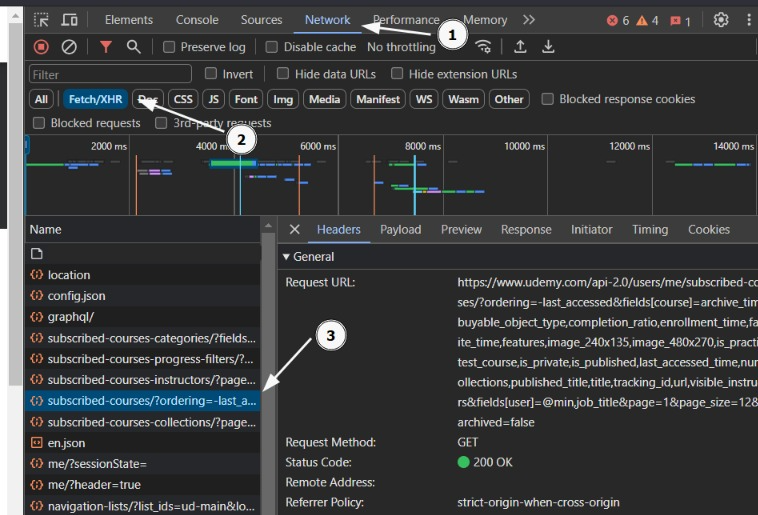 Elements Console Sources Network Performance Memory 6 4 1
1
Preserve log Disable cache No throttling
Filter Invert Hide data URLs Hide extension URLs
All Fetch/XHR Doc CSS JS Font Img Media Manifest WS Wasm Other Blocked response cookies
Blocked requests 3rd-party requests
2
2000 ms 4000 ms 6000 ms 8000 ms 10000 ms 12000 ms 14000 ms
Name
Headers Payload Preview Response Initiator Timing Cookies
General
location
config.json
graphql/
subscribed-courses-categories/?fields...
subscribed-courses-progress-filters/?...
subscribed-courses-instructors/?page...
subscribed-courses/?ordering=-last_a...
subscribed-courses-collections/?page...
en.json
me/?sessionState=
me/?header=true
navigation-lists/?list_ids=ud-main&lo...
3
Request URL: https://www.udemy.com/api-2.0/users/me/subscribed-co
ses/?ordering=-last_accessed&fields[course]=archive_tim
buyable_object_type,completion_ratio,enrollment_time,fa
ite_time,features,image_240x135,image_480x270,is_practi
test_course,is_private,is_published,last_accessed_time,nur
ollections,published_title,title,tracking_id,url,visible_instru
rs&fields[user]=@min,job_title&page=1&page_size=12&
archived=false
Request Method: GET
Status Code: 200 OK
Remote Address:
Referrer Policy: strict-origin-when-cross-origin